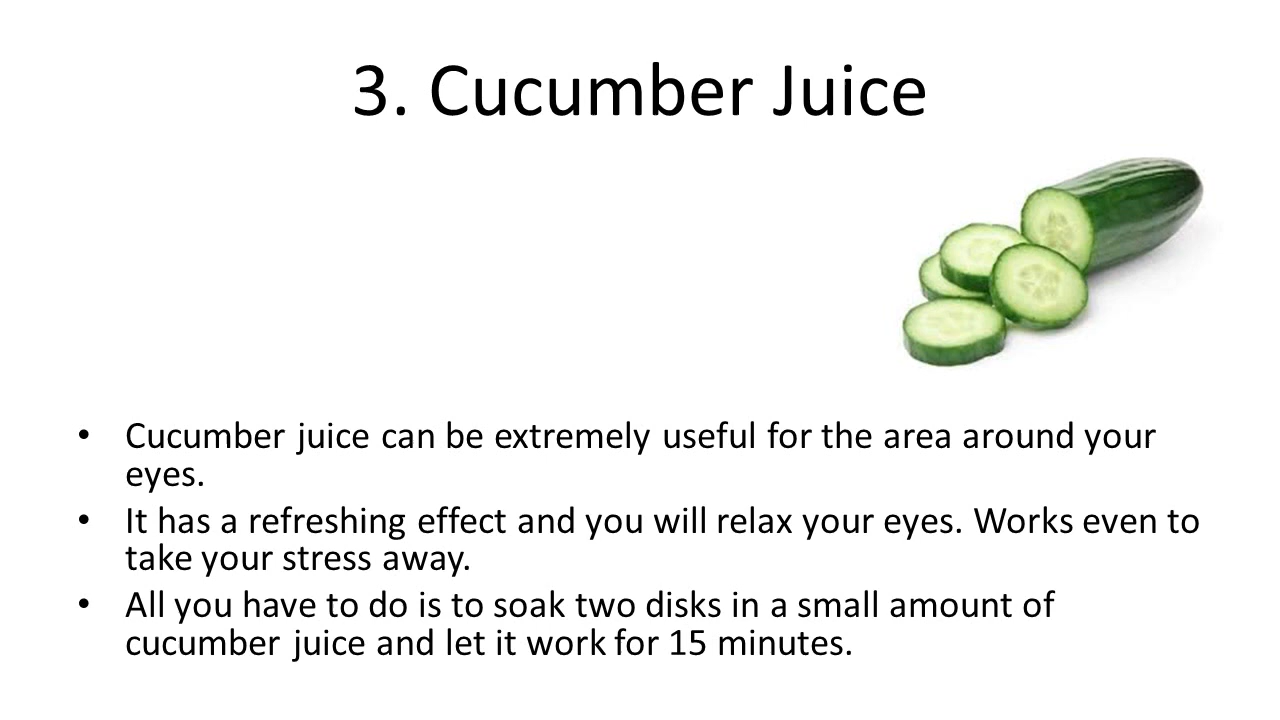 3. Cucumber Juice
• Cucumber juice can be extremely useful for the area around your
eyes.
• It has a refreshing effect and you will relax your eyes. Works even to
take your stress away.
• All you have to do is to soak two disks in a small amount of
cucumber juice and let it work for 15 minutes.